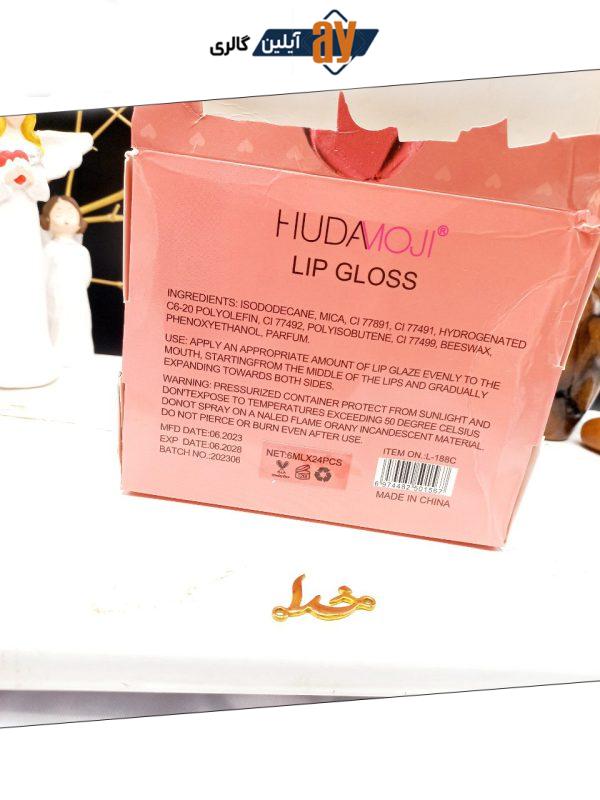 آیلین گالری ay
HUDAMOJI®
LIP GLOSS
INGREDIENTS: ISODODECANE, MICA, CI 77891, CI 77491, HYDROGENATED
C6-20 POLYOLEFIN, CI 77492, POLYISOBUTENE, CI 77499, BEESWAX,
PHENOXYETHANOL, PARFUM.
USE: APPLY AN APPROPRIATE AMOUNT OF LIP GLAZE EVENLY TO THE
MOUTH, STARTINGFROM THE MIDDLE OF THE LIPS AND GRADUALLY
EXPANDING TOWARDS BOTH SIDES.
WARNING: PRESSURIZED CONTAINER PROTECT FROM SUNLIGHT AND
DON'TEXPOSE TO TEMPERATURES EXCEEDING 50 DEGREE CELSIUS
DONOT SPRAY ON A NALED FLAME ORANY INCANDESCENT MATERIAL.
DO NOT PIERCE OR BURN EVEN AFTER USE.
MFD DATE:06.2023
EXP DATE:06.2028
BATCH NO.:202306
NET:6MLX24PCS
ITEM ON.:L-188C
MADE IN CHINA
خدا